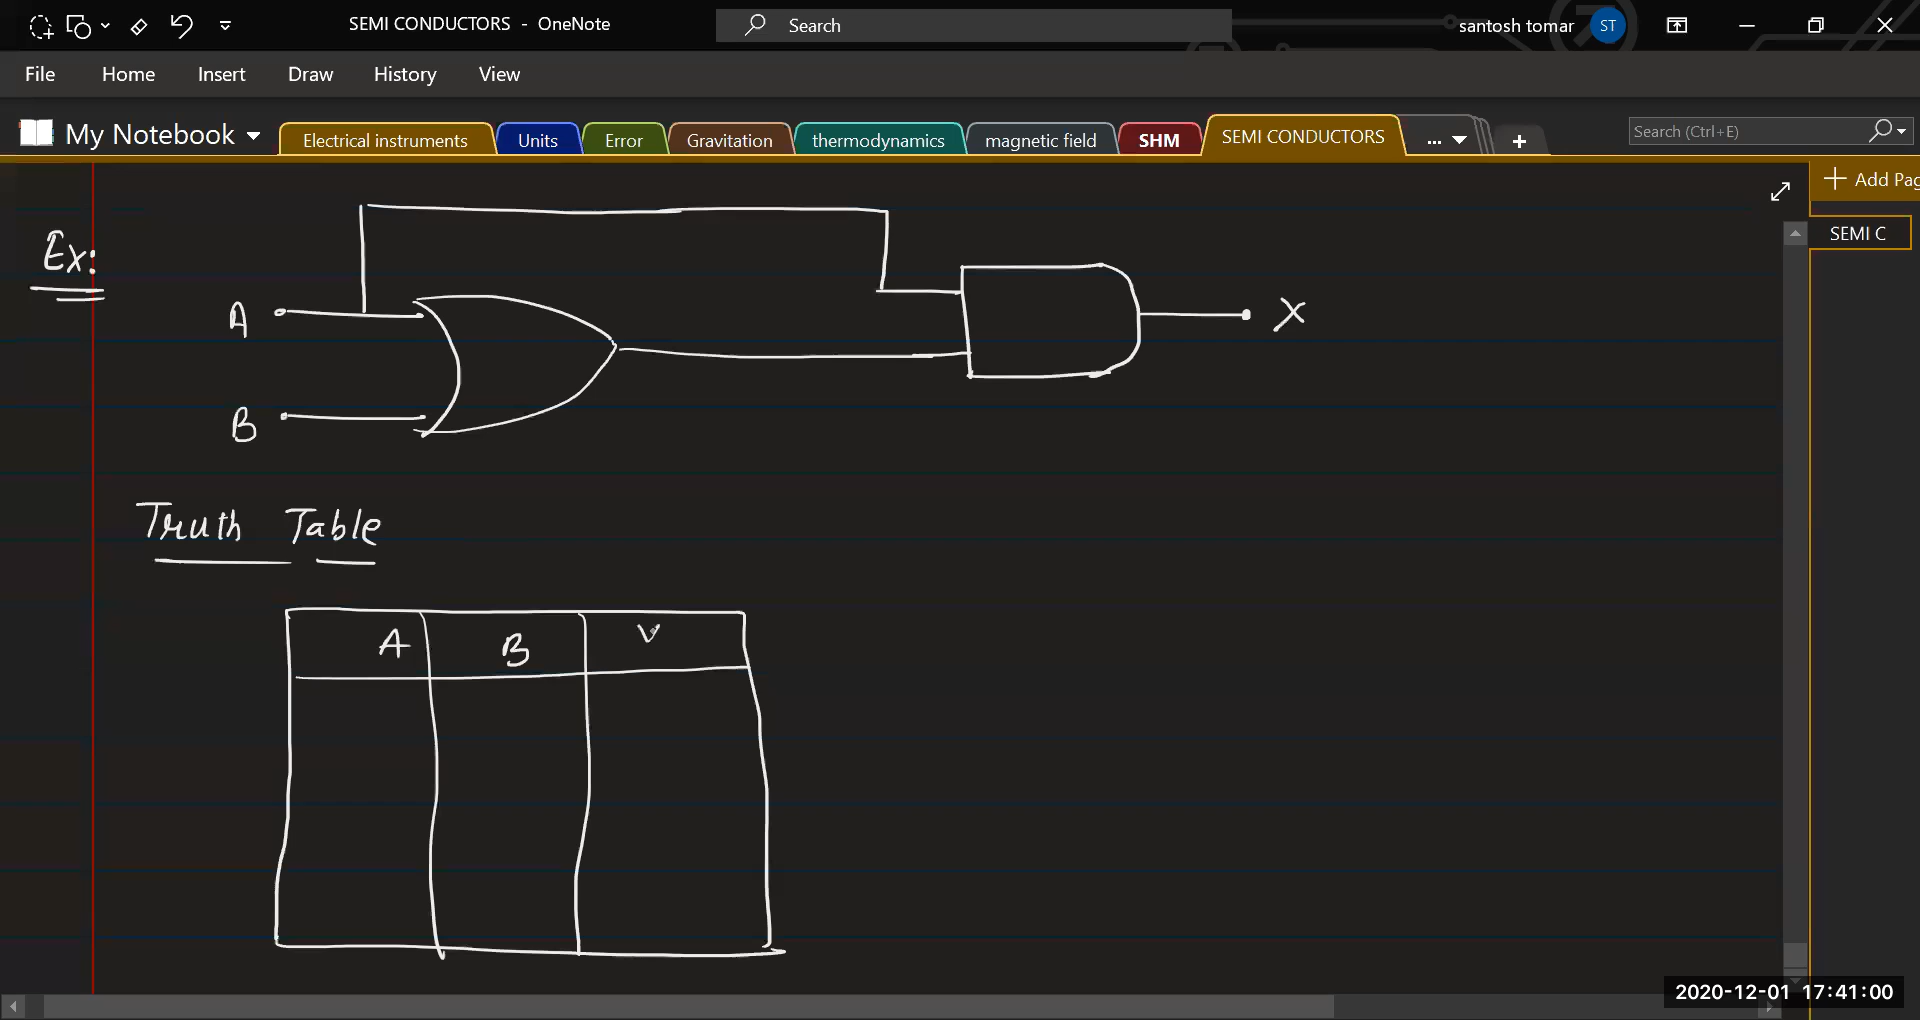 SEMI CONDUCTORS - OneNote
Search
santosh tomar ST
File Home Insert Draw History View
My Notebook Electrical instruments Units Error Gravitation thermodynamics magnetic field SHM SEMI CONDUCTORS ... + Search (Ctrl+E)
+ Add Pag
SEMI C
Ex:
A
X
B
Truth Table
A B
2020-12-01 17:41:00